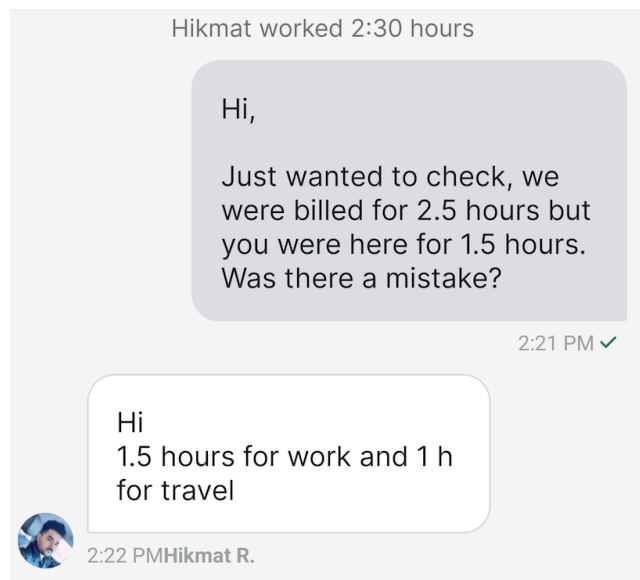 Hikmat worked 2:30 hours
Hi,
Just wanted to check, we
were billed for 2.5 hours but
you were here for 1.5 hours.
Was there a mistake?
2:21 PM
Hi
1.5 hours for work and 1 h
for travel
2:22 PMHikmat R.